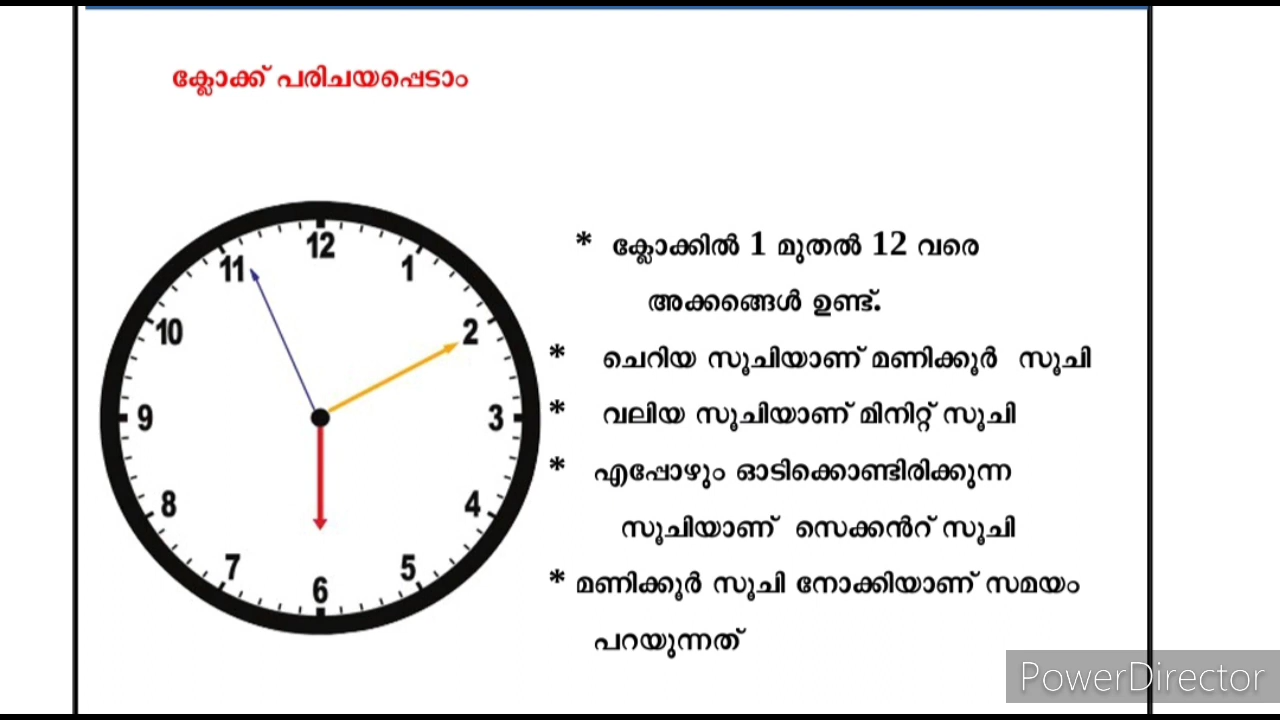 ക്ലോക്ക് പരിചയപ്പെടാം
12
11
1
10
2
9
3
8
4
7
5
6
* ക്ലോക്കിൽ 1 മുതൽ 12 വരെ
അക്കങ്ങൾ ഉണ്ട്.
* ചെറിയ സൂചിയാണ് മണിക്കൂർ സൂചി
* വലിയ സൂചിയാണ് മിനിറ്റ് സൂചി
* എപ്പോഴും ഓടിക്കൊണ്ടിരിക്കുന്ന
സൂചിയാണ് സെക്കൻറ് സൂചി
* മണിക്കൂർ സൂചി നോക്കിയാണ് സമയം
പറയുന്നത്
PowerDirector